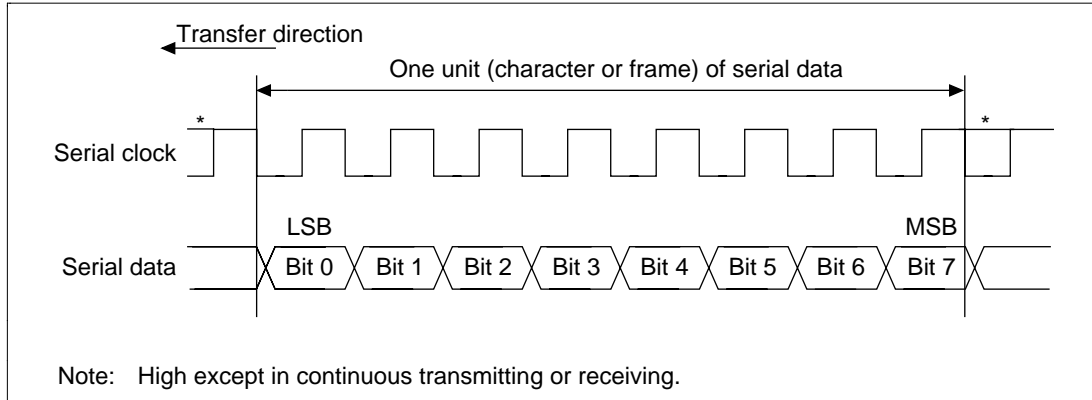 Transfer direction
One unit (character or frame) of serial data
* *
Serial clock
LSB MSB
Serial data Bit 0 Bit 1 Bit 2 Bit 3 Bit 4 Bit 5 Bit 6 Bit 7
Note: High except in continuous transmitting or receiving.